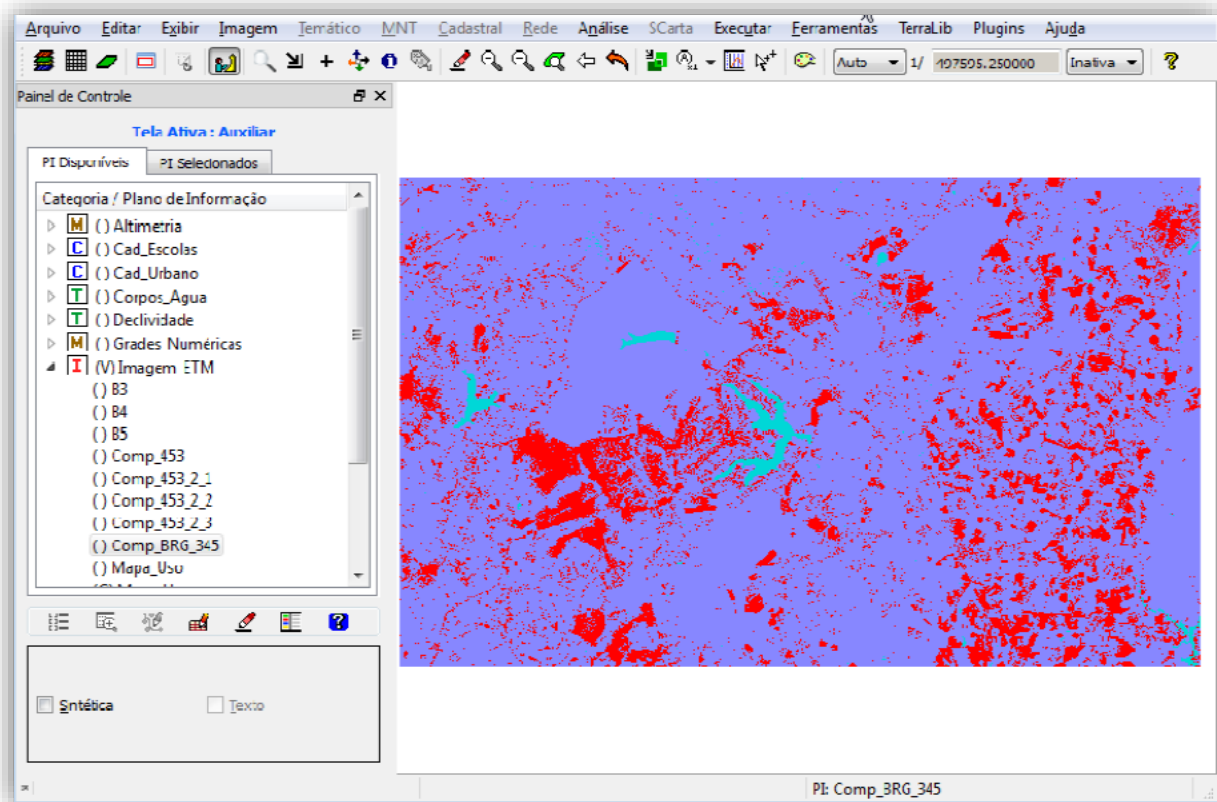 Arquivo Editar Exibir Imagem Temático MNT Cadastral Rede Análise SCarta Executar Ferramentas TerraLib Plugins Ajuda
Auto 1/ 497595.250000 Inativa
Painel de Controle
Tela Ativa : Auxiliar
PI Disponíveis PI Selecionados
Categoria / Plano de Informação
M () Altimetria
C () Cad_Escolas
C () Cad_Urbano
T () Corpos_Agua
T () Declividade
M () Grades Numéricas
I (V) Imagem ETM
() B3
() B4
() B5
() Comp_453
() Comp_453_2_1
() Comp_453_2_2
() Comp_453_2_3
() Comp_BRG_345
() Mapa_Uso
Sintética Texto
PI: Comp_BRG_345